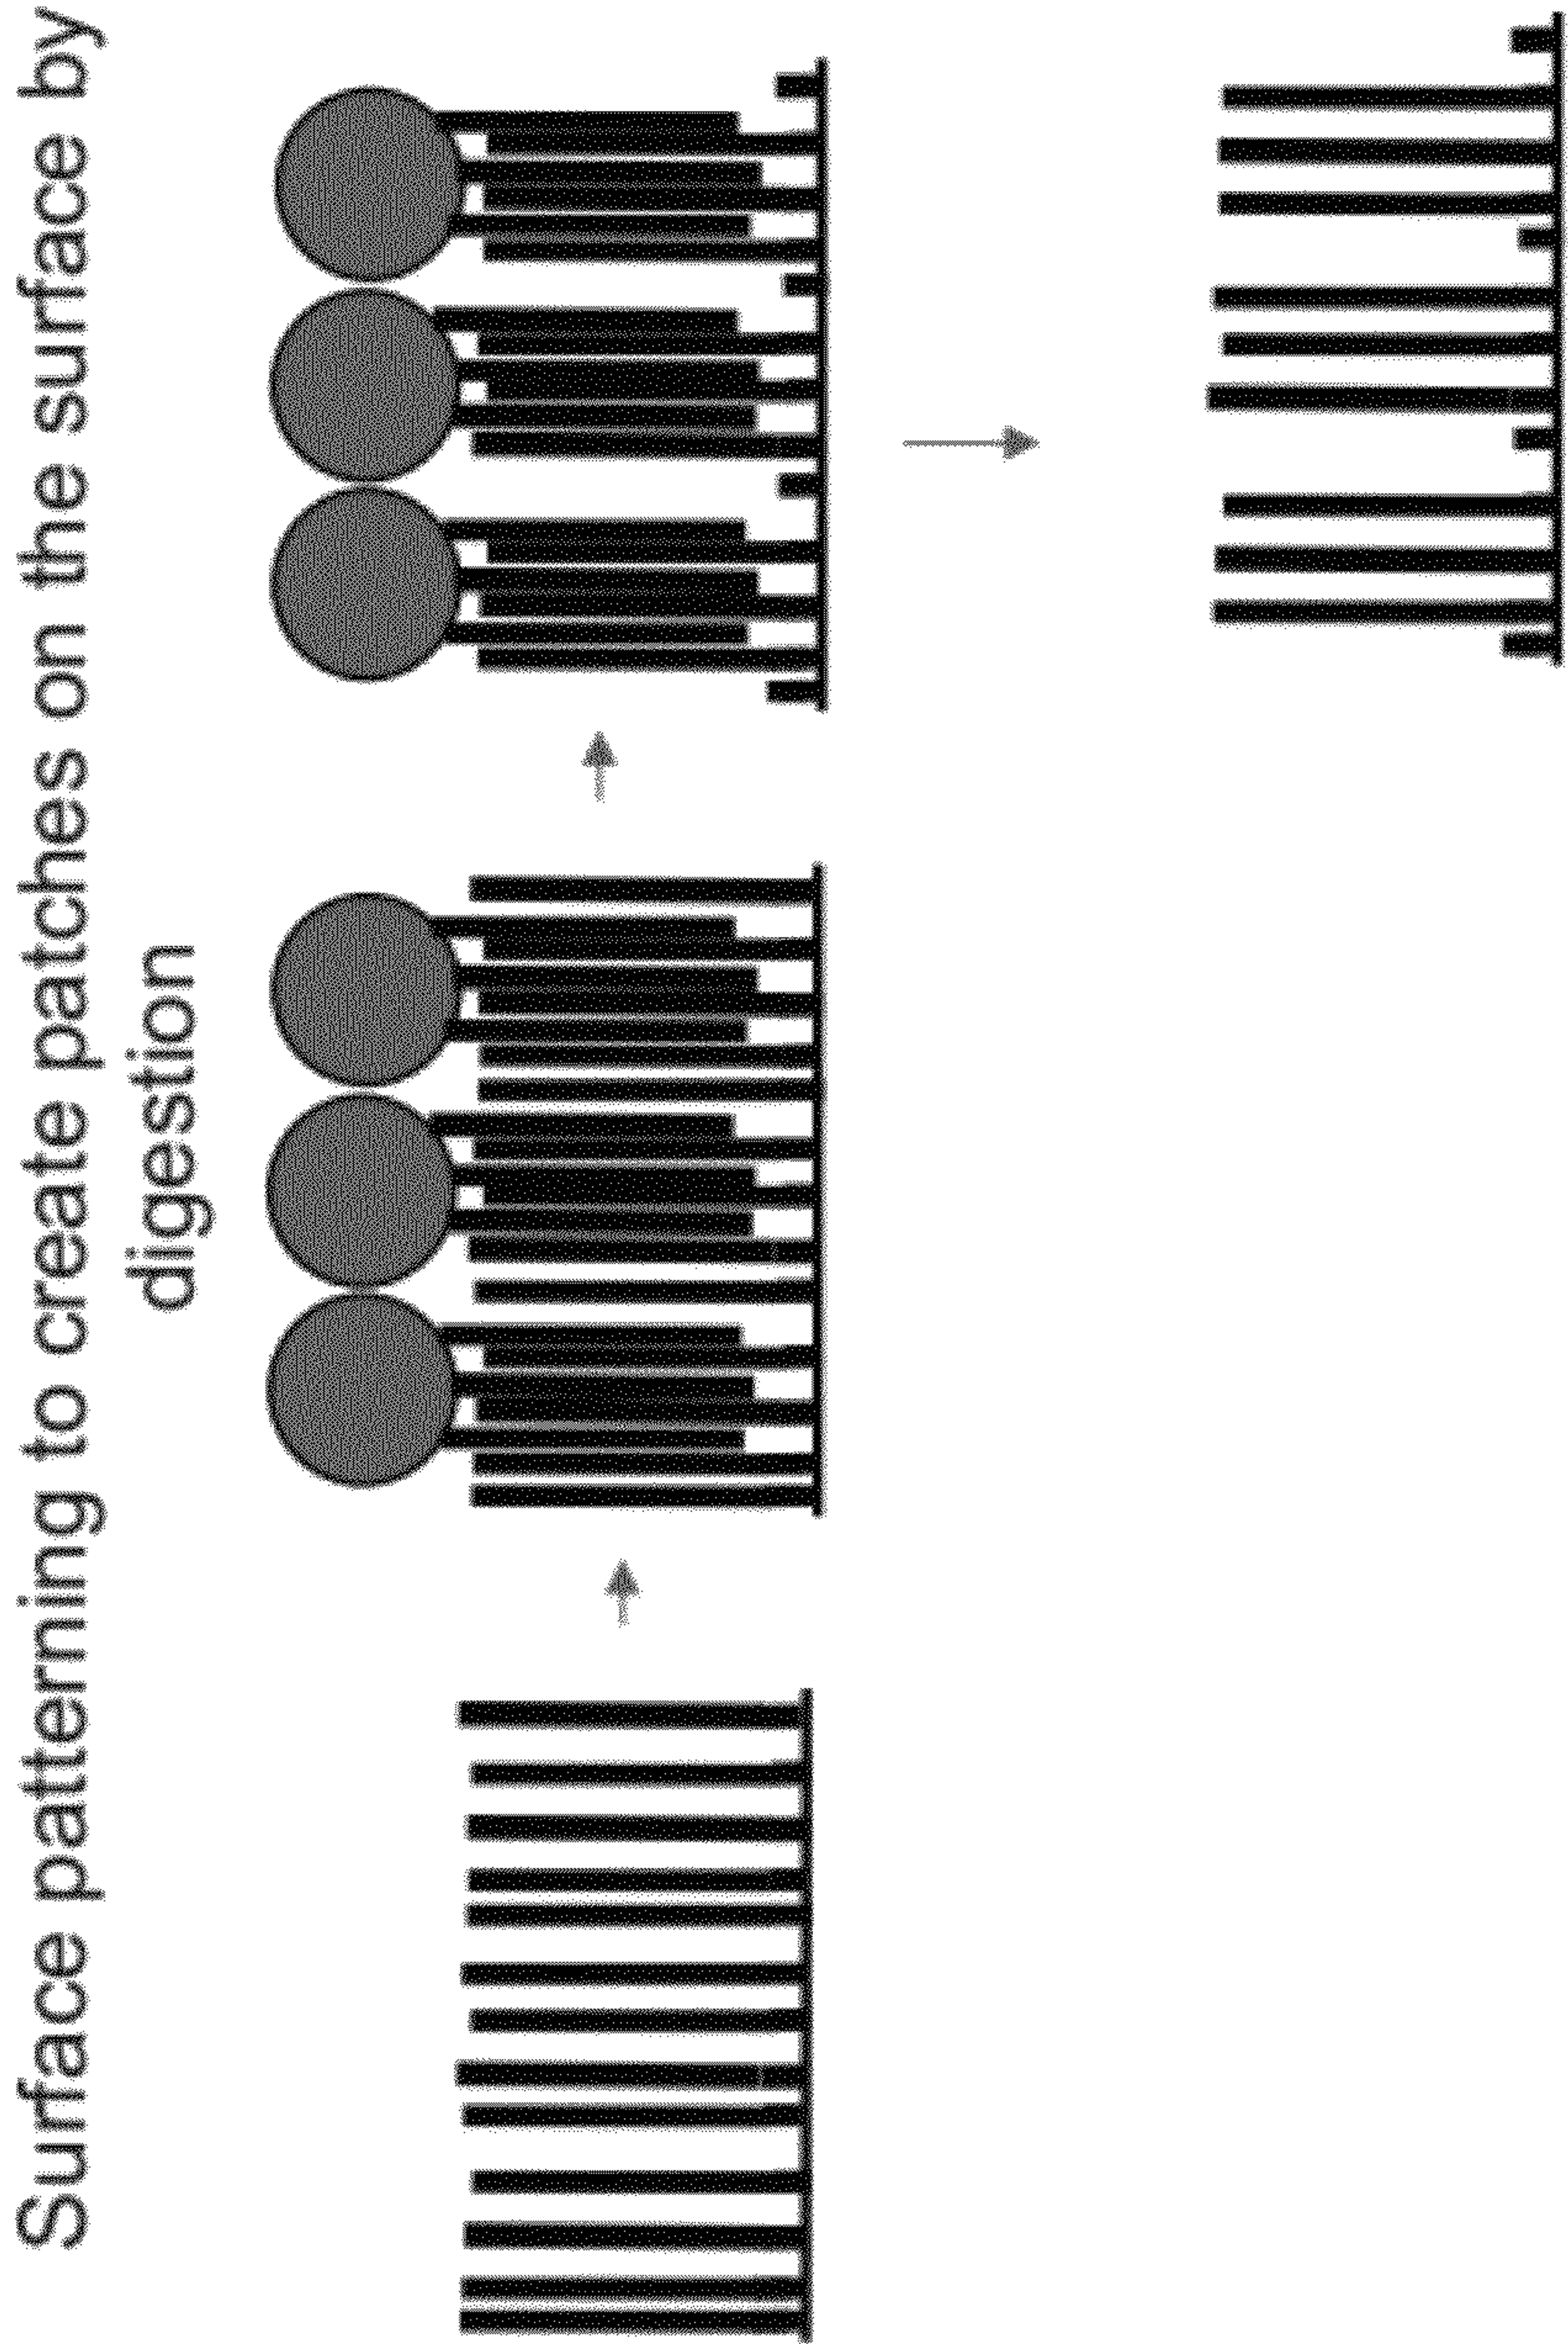 Surface patterning to create patches on the surface by
digestion